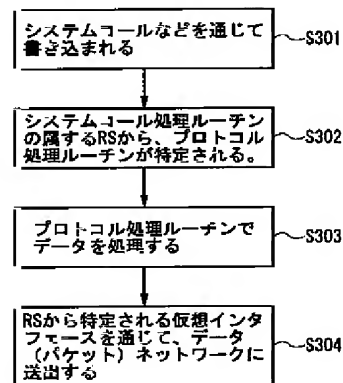 システムコールなどを通じて
書き込まれる
S301
システムコール処理ルーチン
の属するRSから、プロトコル
処理ルーチンが特定される。
S302
プロトコル処理ルーチンで
データを処理する
S303
RSから特定される仮想インタ
フェースを通じて、データ
（パケット）ネットワークに
送出する
S304